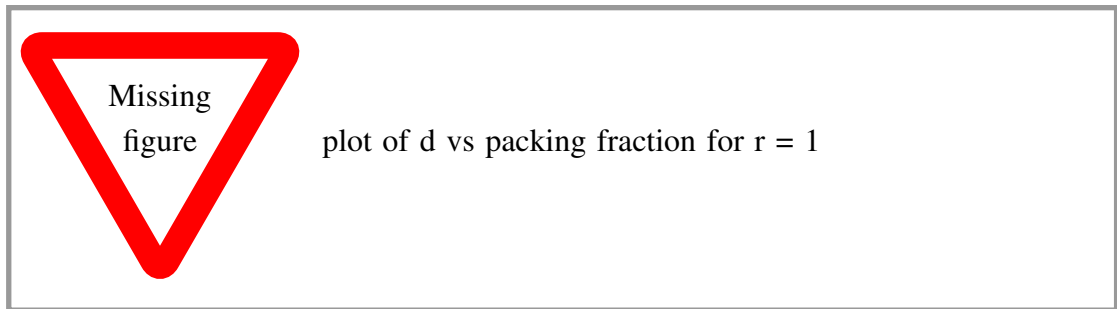 Missing
figure
plot of d vs packing fraction for r = 1